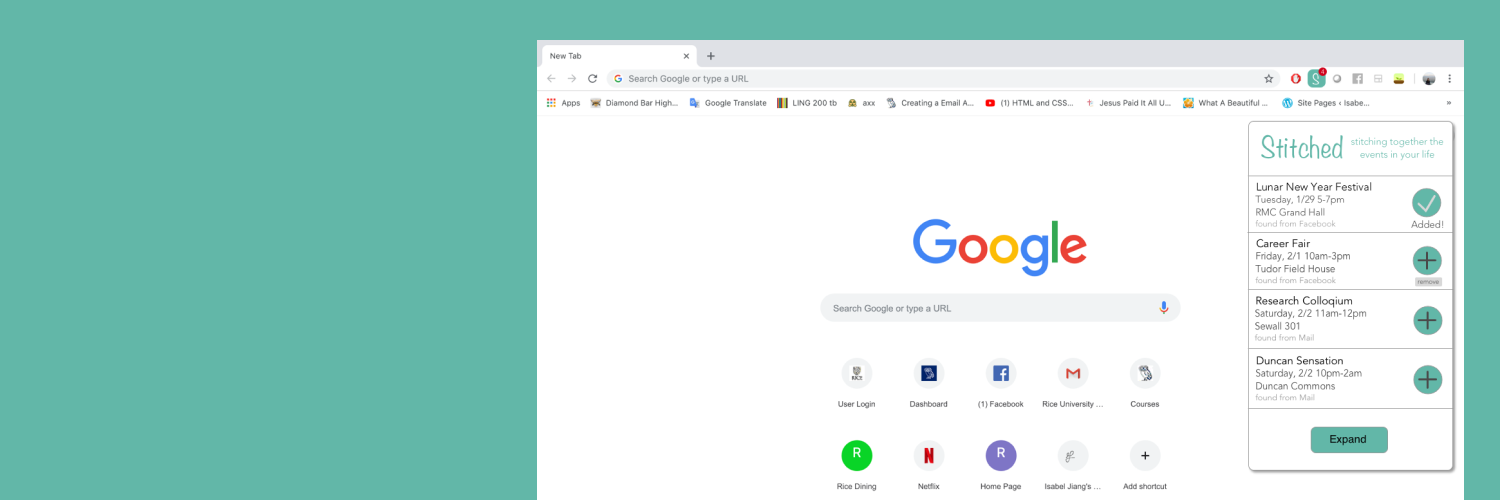 New Tab
Search Google or type a URL
4
Apps
Diamond Bar High...
Google Translate
LING 200 tb
axx
Creating a Email A...
(1) HTML and CSS...
Jesus Paid It All U...
What A Beautiful ...
Site Pages ‹ Isabe...
»
Stitched
stitching together the
events in your life
Lunar New Year Festival
Tuesday, 1/29 5-7pm
RMC Grand Hall
found from Facebook
Added!
Career Fair
Friday, 2/1 10am-3pm
Tudor Field House
found from Facebook
remove
Research Colloqium
Saturday, 2/2 11am-12pm
Sewall 301
found from Mail
Duncan Sensation
Saturday, 2/2 10pm-2am
Duncan Commons
found from Mail
Expand
Google
Search Google or type a URL
RICE
User Login
Dashboard
(1) Facebook
Rice University ...
Courses
R
Rice Dining
N
Netflix
R
Home Page
Isabel Jiang's ...
Add shortcut